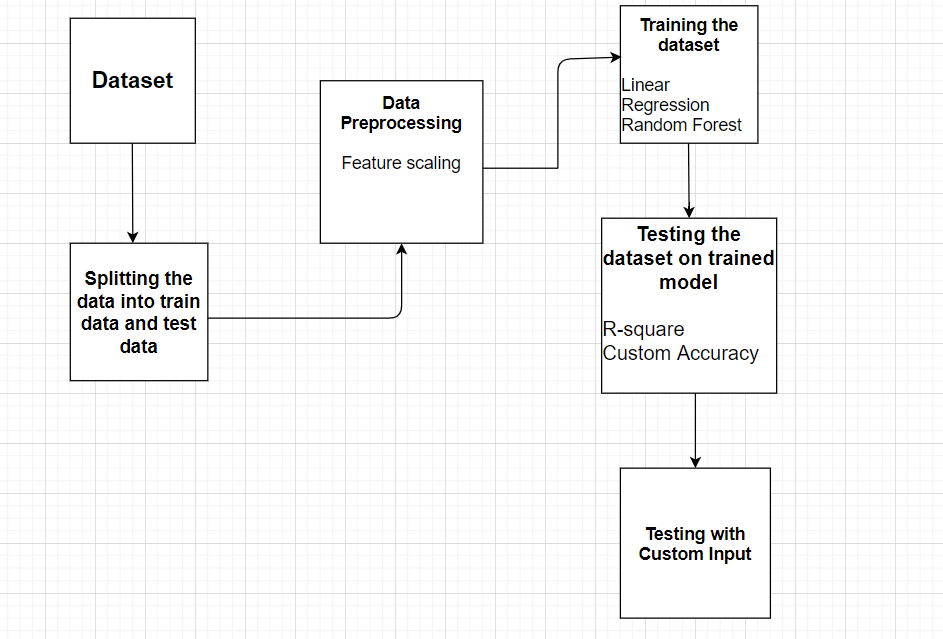 Dataset
Splitting the
data into train
data and test
data
Data
Preprocessing
Feature scaling
Training the
dataset
Linear
Regression
Random Forest
Testing the
dataset on trained
model
R-square
Custom Accuracy
Testing with
Custom Input